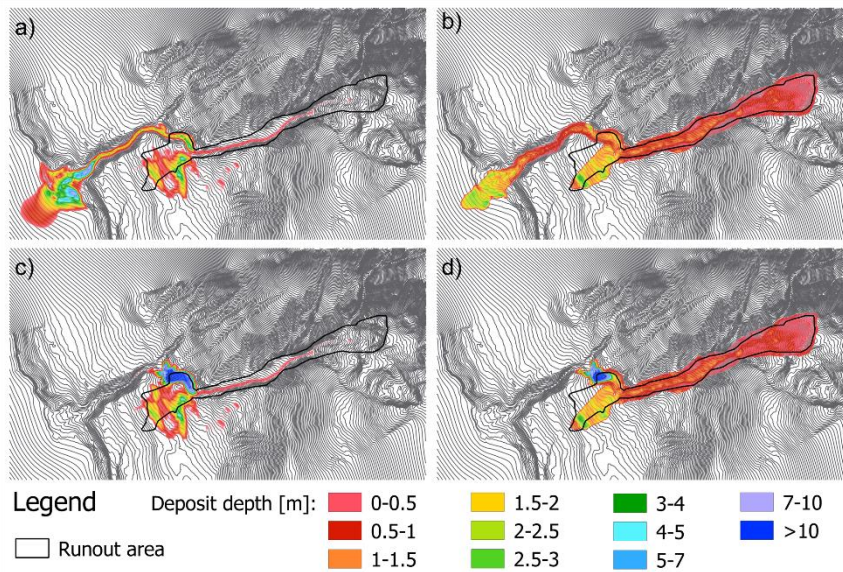 a)
b)
c)
d)
Legend
Deposit depth [m]:
0-0.5
1.5-2
3-4
7-10
0.5-1
2-2.5
4-5
>10
Runout area
1-1.5
2.5-3
5-7